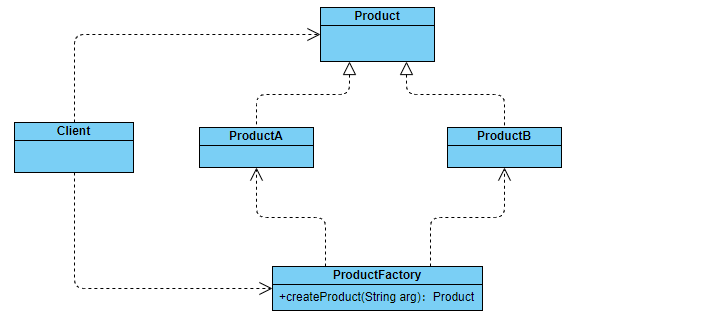 Product
Client
ProductA
ProductB
ProductFactory
+createProduct(String arg)：Product